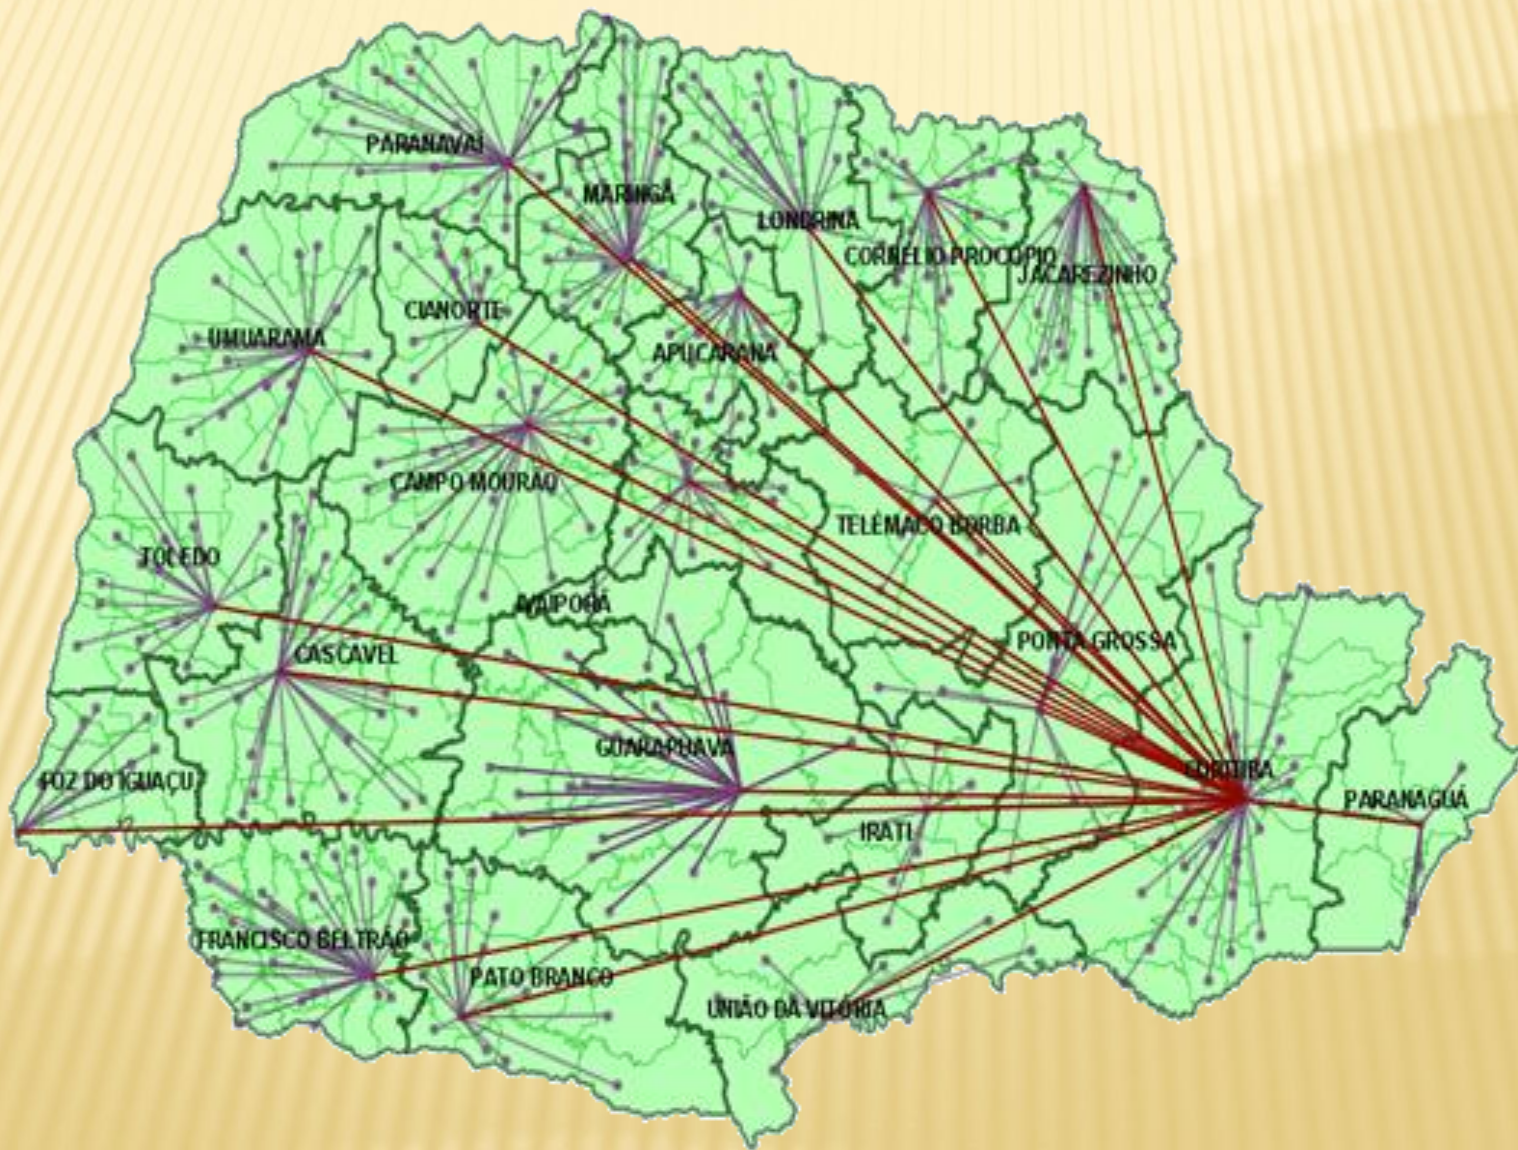 PARANAVAÍ
MARINGÁ
LONDRINA
CORNÉLIO PROCÓPIO
JACAREZINHO
CIANORTE
UMUARAMA
APUCARANA
CAMPO MOURÃO
TELÊMACO BORBA
TOLEDO
IVAIPORÃ
PONTA GROSSA
CASCAVEL
GUARAPUAVA
CURITIBA
FOZ DO IGUAÇU
PARANAGUÁ
IRATI
FRANCISCO BELTRÃO
PATO BRANCO
UNIÃO DA VITÓRIA